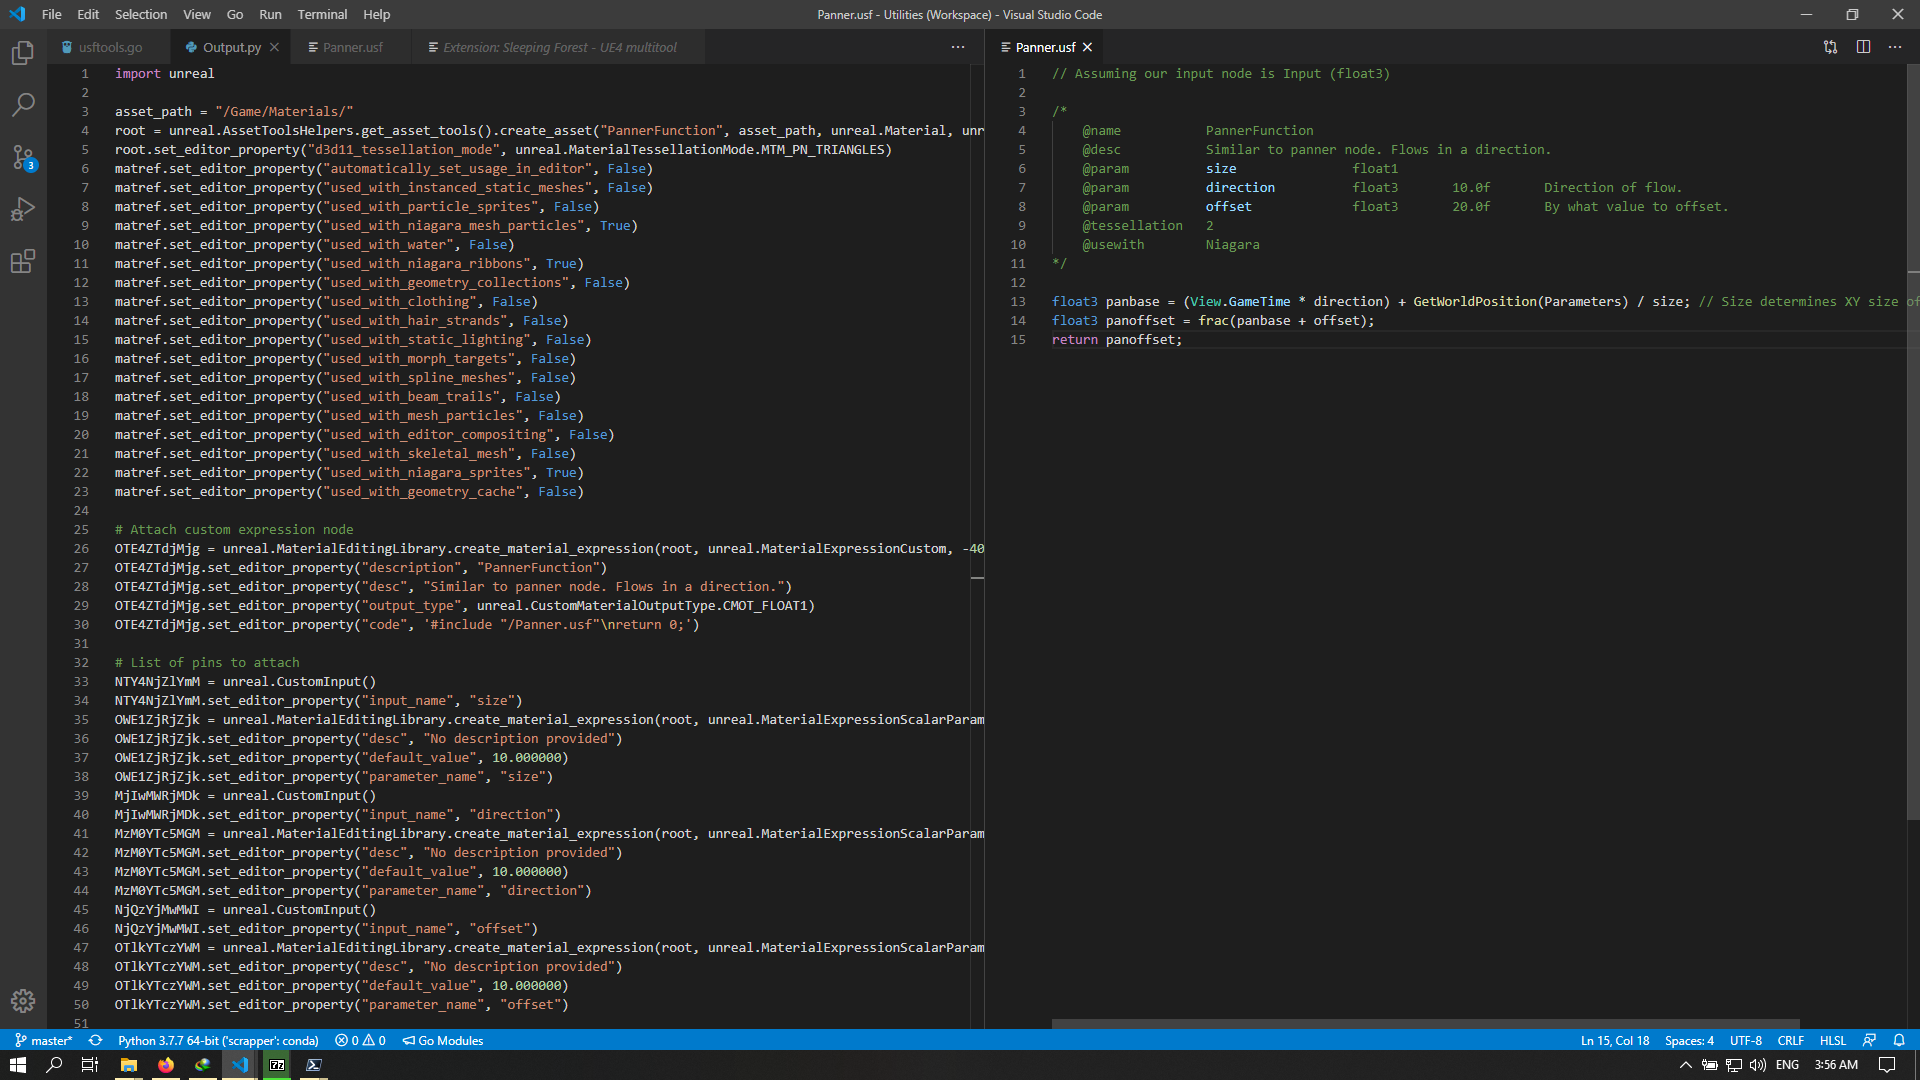 File Edit Selection View Go Run Terminal Help
Panner.usf - Utilities (Workspace) - Visual Studio Code
usftools.go
Output.py
Panner.usf
Extension: Sleeping Forest - UE4 multitool
1 import unreal
2
3 asset_path = "/Game/Materials/"
4 root = unreal.AssetToolsHelpers.get_asset_tools().create_asset("PannerFunction", asset_path, unreal.Material, unr
5 root.set_editor_property("d3d11_tessellation_mode", unreal.MaterialTessellationMode.MTM_PN_TRIANGLES)
6 matref.set_editor_property("automatically_set_usage_in_editor", False)
7 matref.set_editor_property("used_with_instanced_static_meshes", False)
8 matref.set_editor_property("used_with_particle_sprites", False)
9 matref.set_editor_property("used_with_niagara_mesh_particles", True)
10 matref.set_editor_property("used_with_water", False)
11 matref.set_editor_property("used_with_niagara_ribbons", True)
12 matref.set_editor_property("used_with_geometry_collections", False)
13 matref.set_editor_property("used_with_clothing", False)
14 matref.set_editor_property("used_with_hair_strands", False)
15 matref.set_editor_property("used_with_static_lighting", False)
16 matref.set_editor_property("used_with_morph_targets", False)
17 matref.set_editor_property("used_with_spline_meshes", False)
18 matref.set_editor_property("used_with_beam_trails", False)
19 matref.set_editor_property("used_with_mesh_particles", False)
20 matref.set_editor_property("used_with_editor_compositing", False)
21 matref.set_editor_property("used_with_skeletal_mesh", False)
22 matref.set_editor_property("used_with_niagara_sprites", True)
23 matref.set_editor_property("used_with_geometry_cache", False)
24
25 # Attach custom expression node
26 OTE4ZTdjMjg = unreal.MaterialEditingLibrary.create_material_expression(root, unreal.MaterialExpressionCustom, -40
27 OTE4ZTdjMjg.set_editor_property("description", "PannerFunction")
28 OTE4ZTdjMjg.set_editor_property("desc", "Similar to panner node. Flows in a direction.")
29 OTE4ZTdjMjg.set_editor_property("output_type", unreal.CustomMaterialOutputType.CMOT_FLOAT1)
30 OTE4ZTdjMjg.set_editor_property("code", '#include "/Panner.usf"\nreturn 0;')
31
32 # List of pins to attach
33 NTY4NjZlYmM = unreal.CustomInput()
34 NTY4NjZlYmM.set_editor_property("input_name", "size")
35 OWE1ZjRjZjk = unreal.MaterialEditingLibrary.create_material_expression(root, unreal.MaterialExpressionScalarParam
36 OWE1ZjRjZjk.set_editor_property("desc", "No description provided")
37 OWE1ZjRjZjk.set_editor_property("default_value", 10.000000)
38 OWE1ZjRjZjk.set_editor_property("parameter_name", "size")
39 MjIwMWRjMDk = unreal.CustomInput()
40 MjIwMWRjMDk.set_editor_property("input_name", "direction")
41 MzM0YTc5MGM = unreal.MaterialEditingLibrary.create_material_expression(root, unreal.MaterialExpressionScalarParam
42 MzM0YTc5MGM.set_editor_property("desc", "No description provided")
43 MzM0YTc5MGM.set_editor_property("default_value", 10.000000)
44 MzM0YTc5MGM.set_editor_property("parameter_name", "direction")
45 NjQzYjMwMWI = unreal.CustomInput()
46 NjQzYjMwMWI.set_editor_property("input_name", "offset")
47 OTlkYTczYWM = unreal.MaterialEditingLibrary.create_material_expression(root, unreal.MaterialExpressionScalarParam
48 OTlkYTczYWM.set_editor_property("desc", "No description provided")
49 OTlkYTczYWM.set_editor_property("default_value", 10.000000)
50 OTlkYTczYWM.set_editor_property("parameter_name", "offset")
51
Panner.usf
1 // Assuming our input node is Input (float3)
2
3 /*
4 @name PannerFunction
5 @desc Similar to panner node. Flows in a direction.
6 @param size float1
7 @param direction float3 10.0f Direction of flow.
8 @param offset float3 20.0f By what value to offset.
9 @tessellation 2
10 @usewith Niagara
11 */
12
13 float3 panbase = (View.GameTime * direction) + GetWorldPosition(Parameters) / size; // Size determines XY size of
14 float3 panoffset = frac(panbase + offset);
15 return panoffset;
3
master* Python 3.7.7 64-bit ('scrapper': conda) 0 0 Go Modules
Ln 15, Col 18 Spaces: 4 UTF-8 CRLF HLSL
7z
ENG 3:56 AM